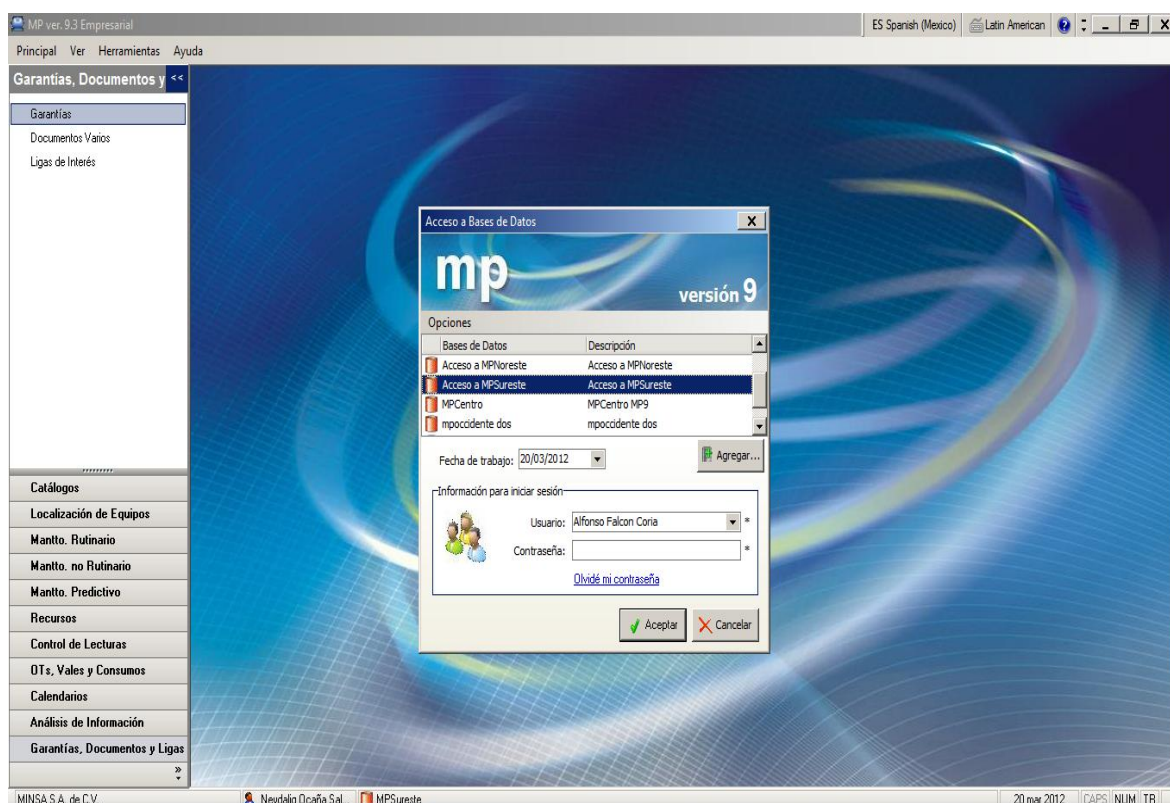 MP ver. 9.3 Empresarial
ES Spanish (Mexico) Latin American
Principal Ver Herramientas Ayuda
Garantías, Documentos y <<
Garantías
Documentos Varios
Ligas de Interés
Acceso a Bases de Datos
mp
versión 9
Opciones
Bases de Datos Descripción
Acceso a MPNoreste Acceso a MPNoreste
Acceso a MPSureste Acceso a MPSureste
MPCentro MPCentro MP9
mpoccidente dos mpoccidente dos
Fecha de trabajo: 20/03/2012 Agregar...
Información para iniciar sesión
Usuario: Alfonso Falcon Coria *
Contraseña: *
Olvidé mi contraseña
Aceptar Cancelar
Catálogos
Localización de Equipos
Mantto. Rutinario
Mantto. no Rutinario
Mantto. Predictivo
Recursos
Control de Lecturas
OTs, Vales y Consumos
Calendarios
Análisis de Información
Garantías, Documentos y Ligas
MINSA S.A. de C.V. Neydalig Ocaña Sal MPSureste 20 mar 2012 CAPS NUM TR